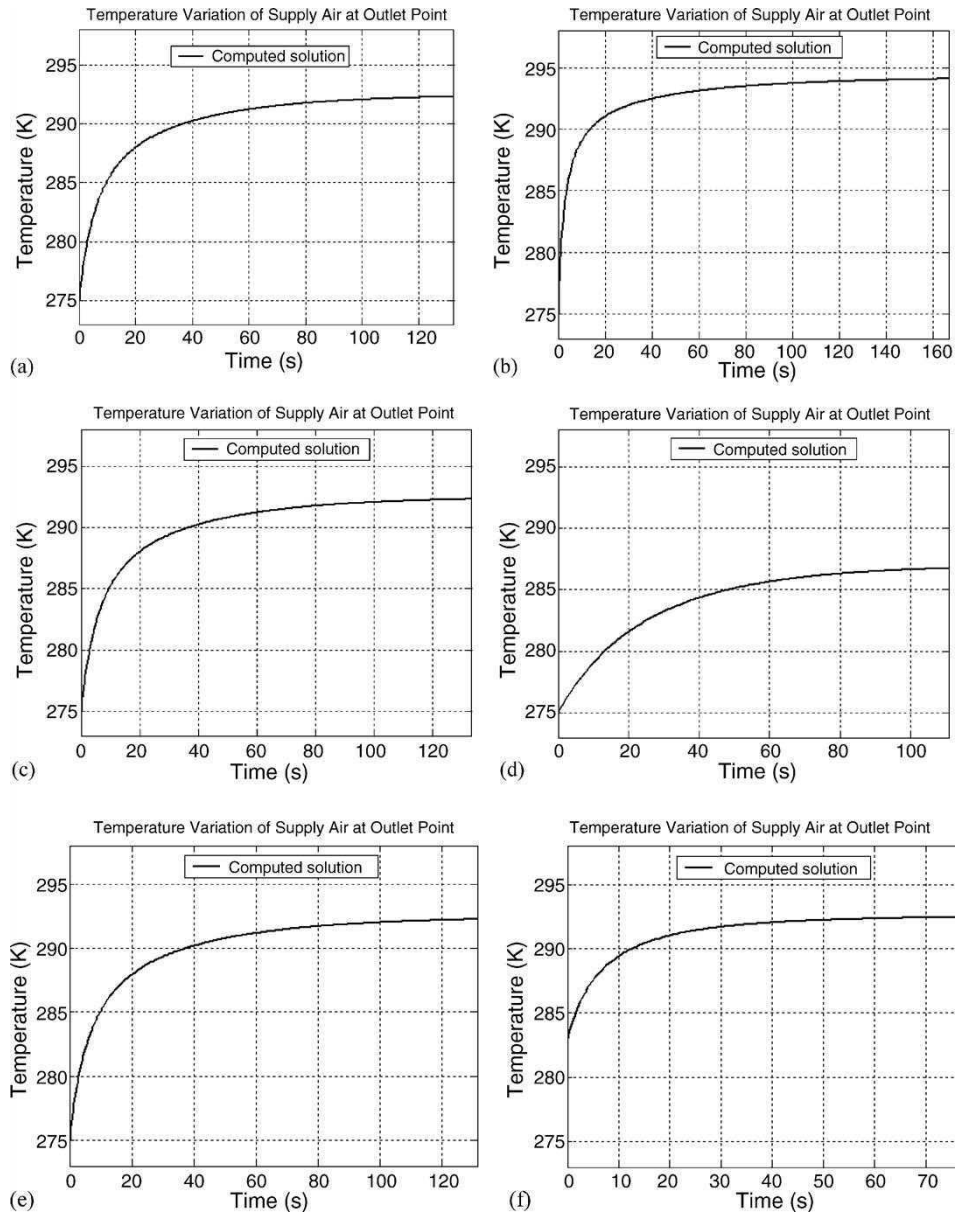 Temperature Variation of Supply Air at Outlet Point
Computed solution
295
290
285
280
275
Temperature (K)
0 20 40 60 80 100 120
Time (s)
(a)
Temperature Variation of Supply Air at Outlet Point
Computed solution
295
290
285
280
275
Temperature (K)
0 20 40 60 80 100 120 140 160
Time (s)
(b)
Temperature Variation of Supply Air at Outlet Point
Computed solution
295
290
285
280
275
Temperature (K)
0 20 40 60 80 100 120
Time (s)
(c)
Temperature Variation of Supply Air at Outlet Point
Computed solution
295
290
285
280
275
Temperature (K)
0 20 40 60 80 100
Time (s)
(d)
Temperature Variation of Supply Air at Outlet Point
Computed solution
295
290
285
280
275
Temperature (K)
0 20 40 60 80 100 120
Time (s)
(e)
Temperature Variation of Supply Air at Outlet Point
Computed solution
295
290
285
280
275
Temperature (K)
0 10 20 30 40 50 60 70
Time (s)
(f)